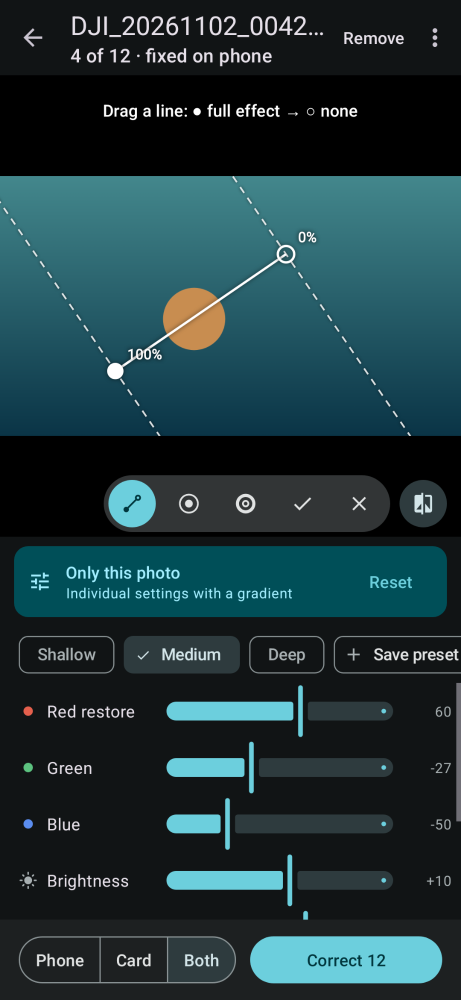 DJI_20261102_0042…
4 of 12 · fixed on phone
Remove
Drag a line: ● full effect → ○ none
0%
100%
Only this photo
Individual settings with a gradient
Reset
Shallow
Medium
Deep
Save preset
Red restore
60
Green
-27
Blue
-50
Brightness
+10
Phone
Card
Both
Correct 12